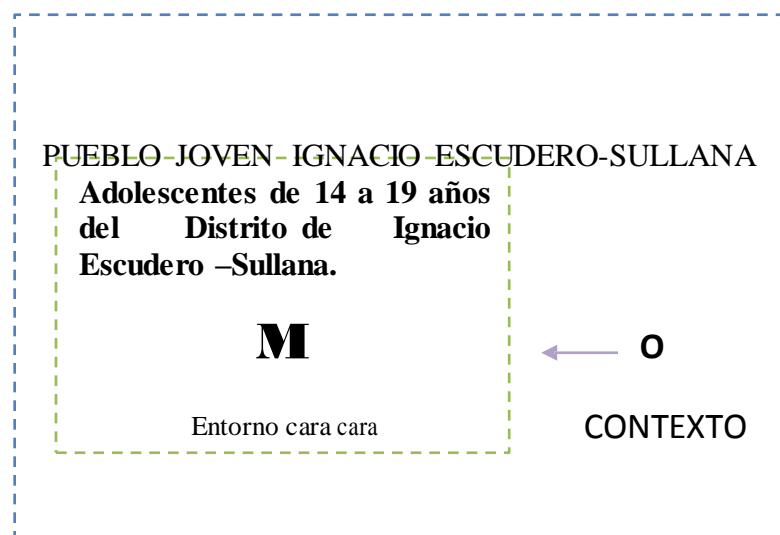 PUEBLO JOVEN IGNACIO ESCUDERO-SULLANA
Adolescentes de 14 a 19 años
del Distrito de Ignacio
Escudero –Sullana.
M
O
Entorno cara cara
CONTEXTO